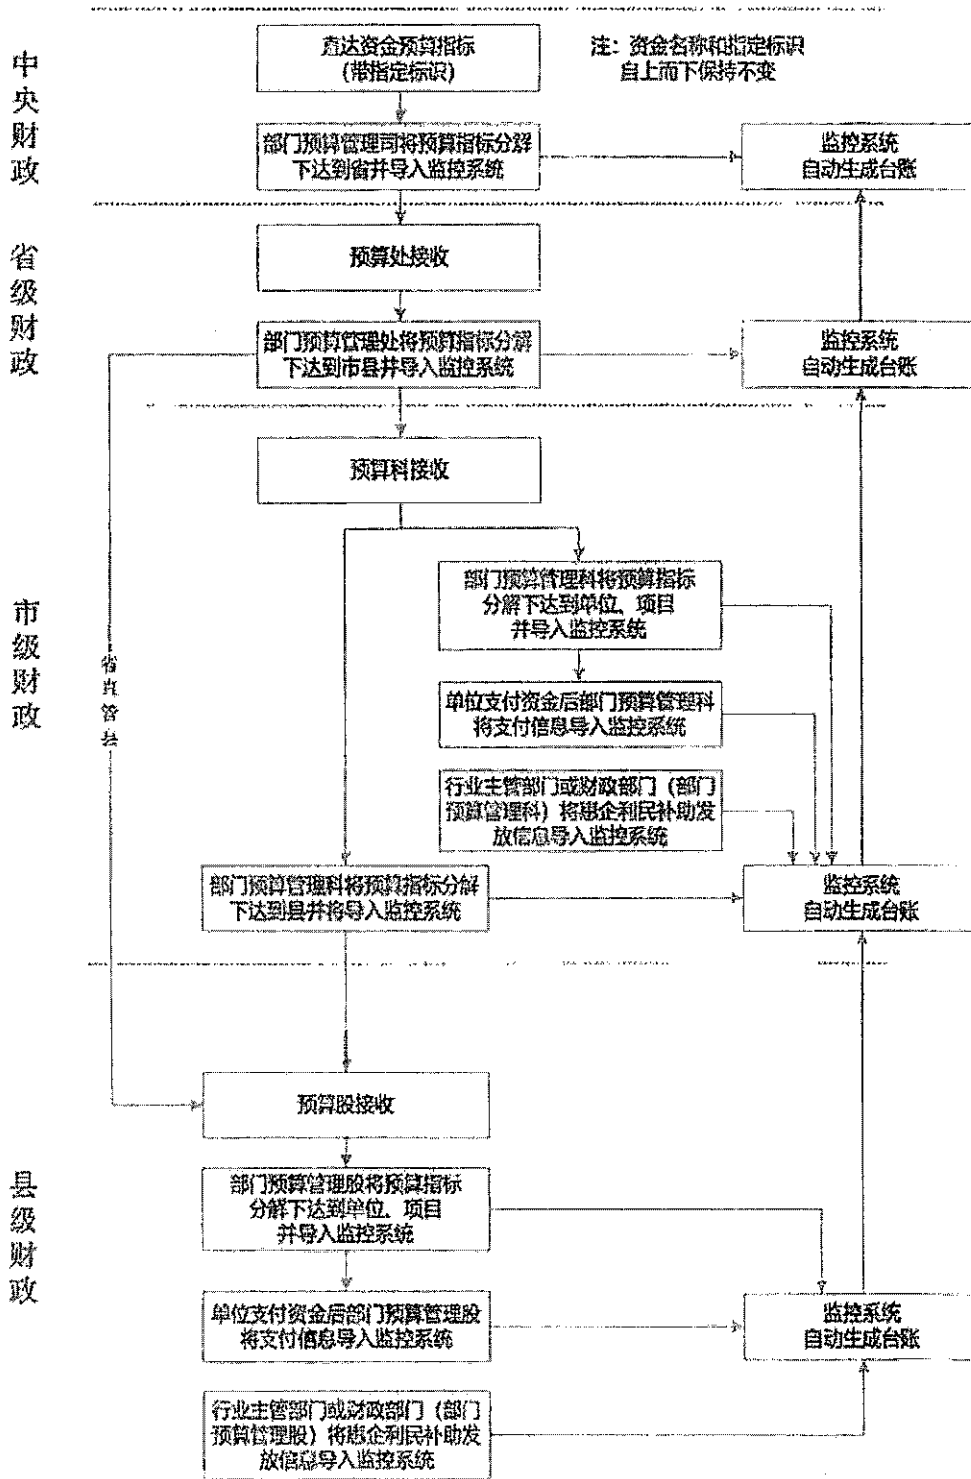 中央财政
直达资金预算指标
(带指定标识)
注：资金名称和指定标识
自上而下保持不变
部门预算管理司将预算指标分解
下达到省并导入监控系统
监控系统
自动生成台账
省级财政
预算处接收
部门预算管理处将预算指标分解
下达到市县并导入监控系统
监控系统
自动生成台账
市级财政
省直管县
预算科接收
部门预算管理科将预算指标
分解下达到单位、项目
并导入监控系统
单位支付资金后部门预算管理科
将支付信息导入监控系统
行业主管部门或财政部门（部门
预算管理科）将惠企利民补助发
放信息导入监控系统
部门预算管理科将预算指标分解
下达到县并将导入监控系统
监控系统
自动生成台账
县级财政
预算股接收
部门预算管理股将预算指标
分解下达到单位、项目
并导入监控系统
单位支付资金后部门预算管理股
将支付信息导入监控系统
监控系统
自动生成台账
行业主管部门或财政部门（部门
预算管理股）将惠企利民补助发
放信息导入监控系统